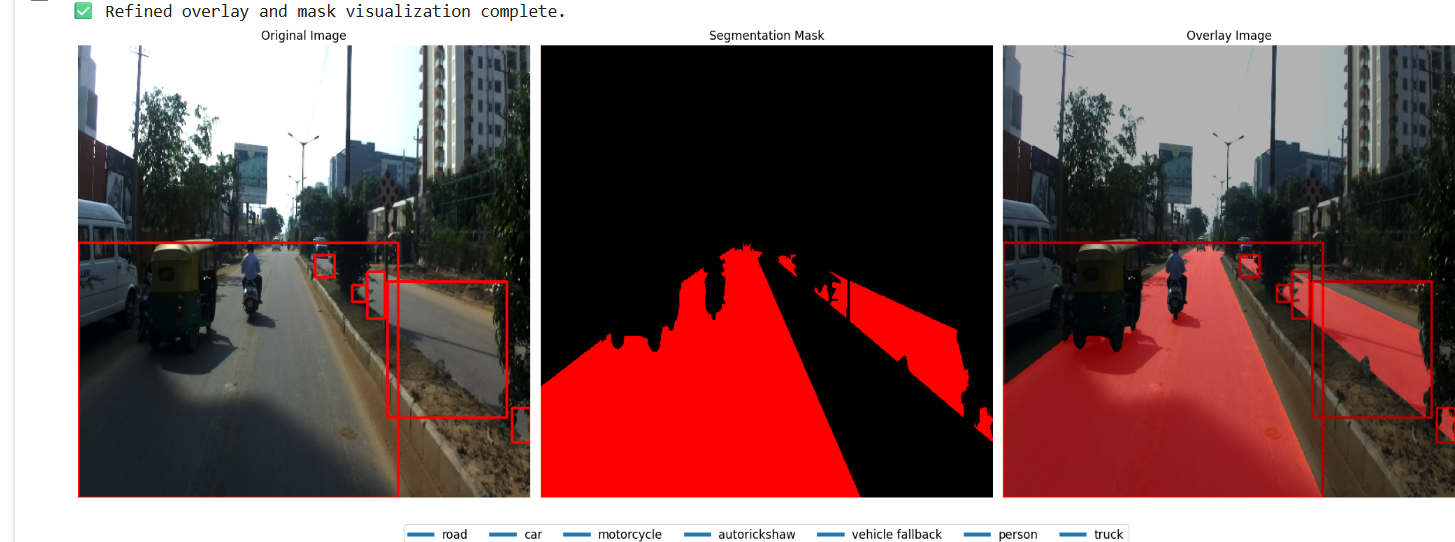 ✅ Refined overlay and mask visualization complete.
Original Image
Segmentation Mask
Overlay Image
road car motorcycle autorickshaw vehicle fallback person truck